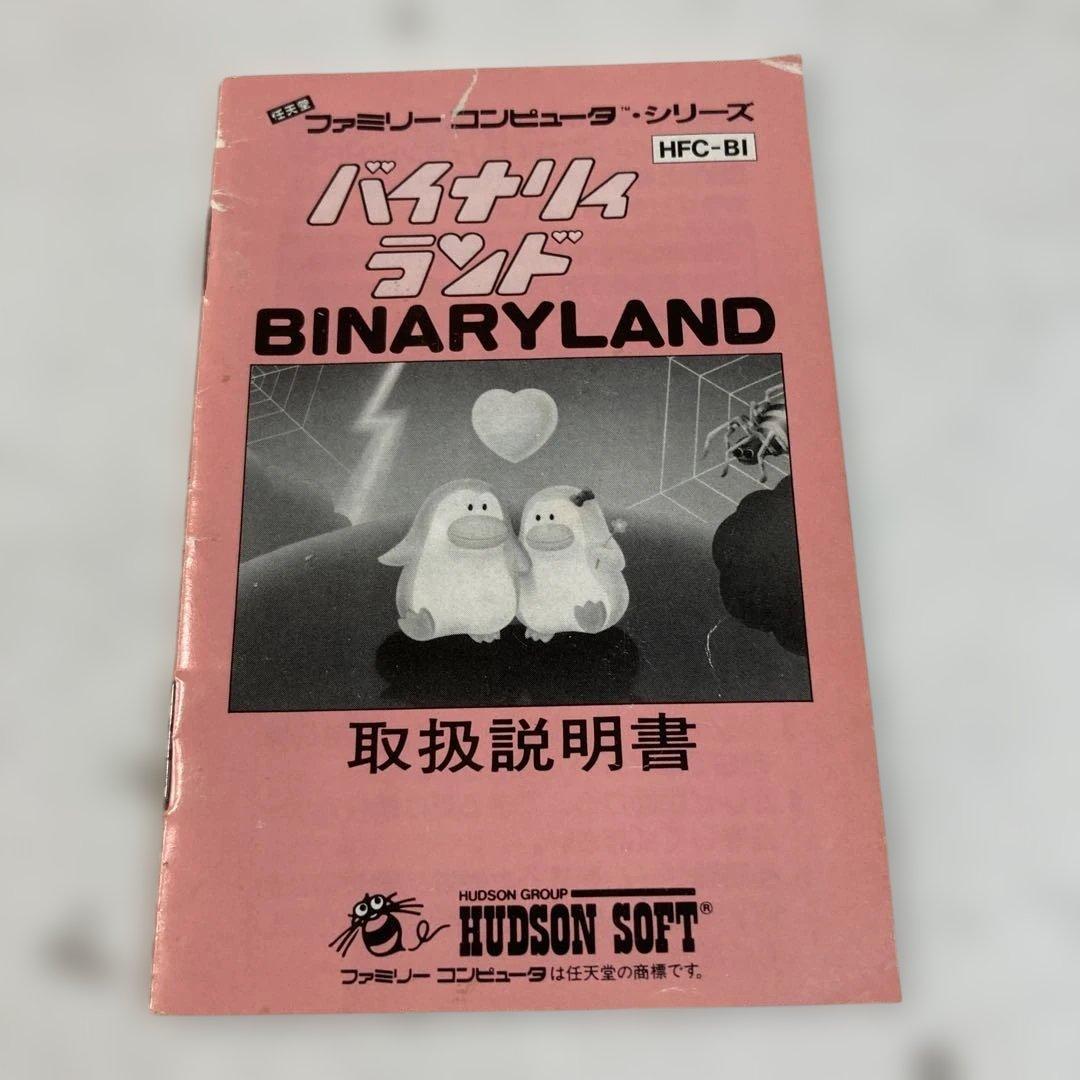 任天堂 ファミリー コンピュータ™・シリーズ
HFC-BI
バイナリィ
ランド
BINARYLAND
取扱説明書
HUDSON GROUP
HUDSON SOFT®
ファミリー コンピュータは任天堂の商標です。